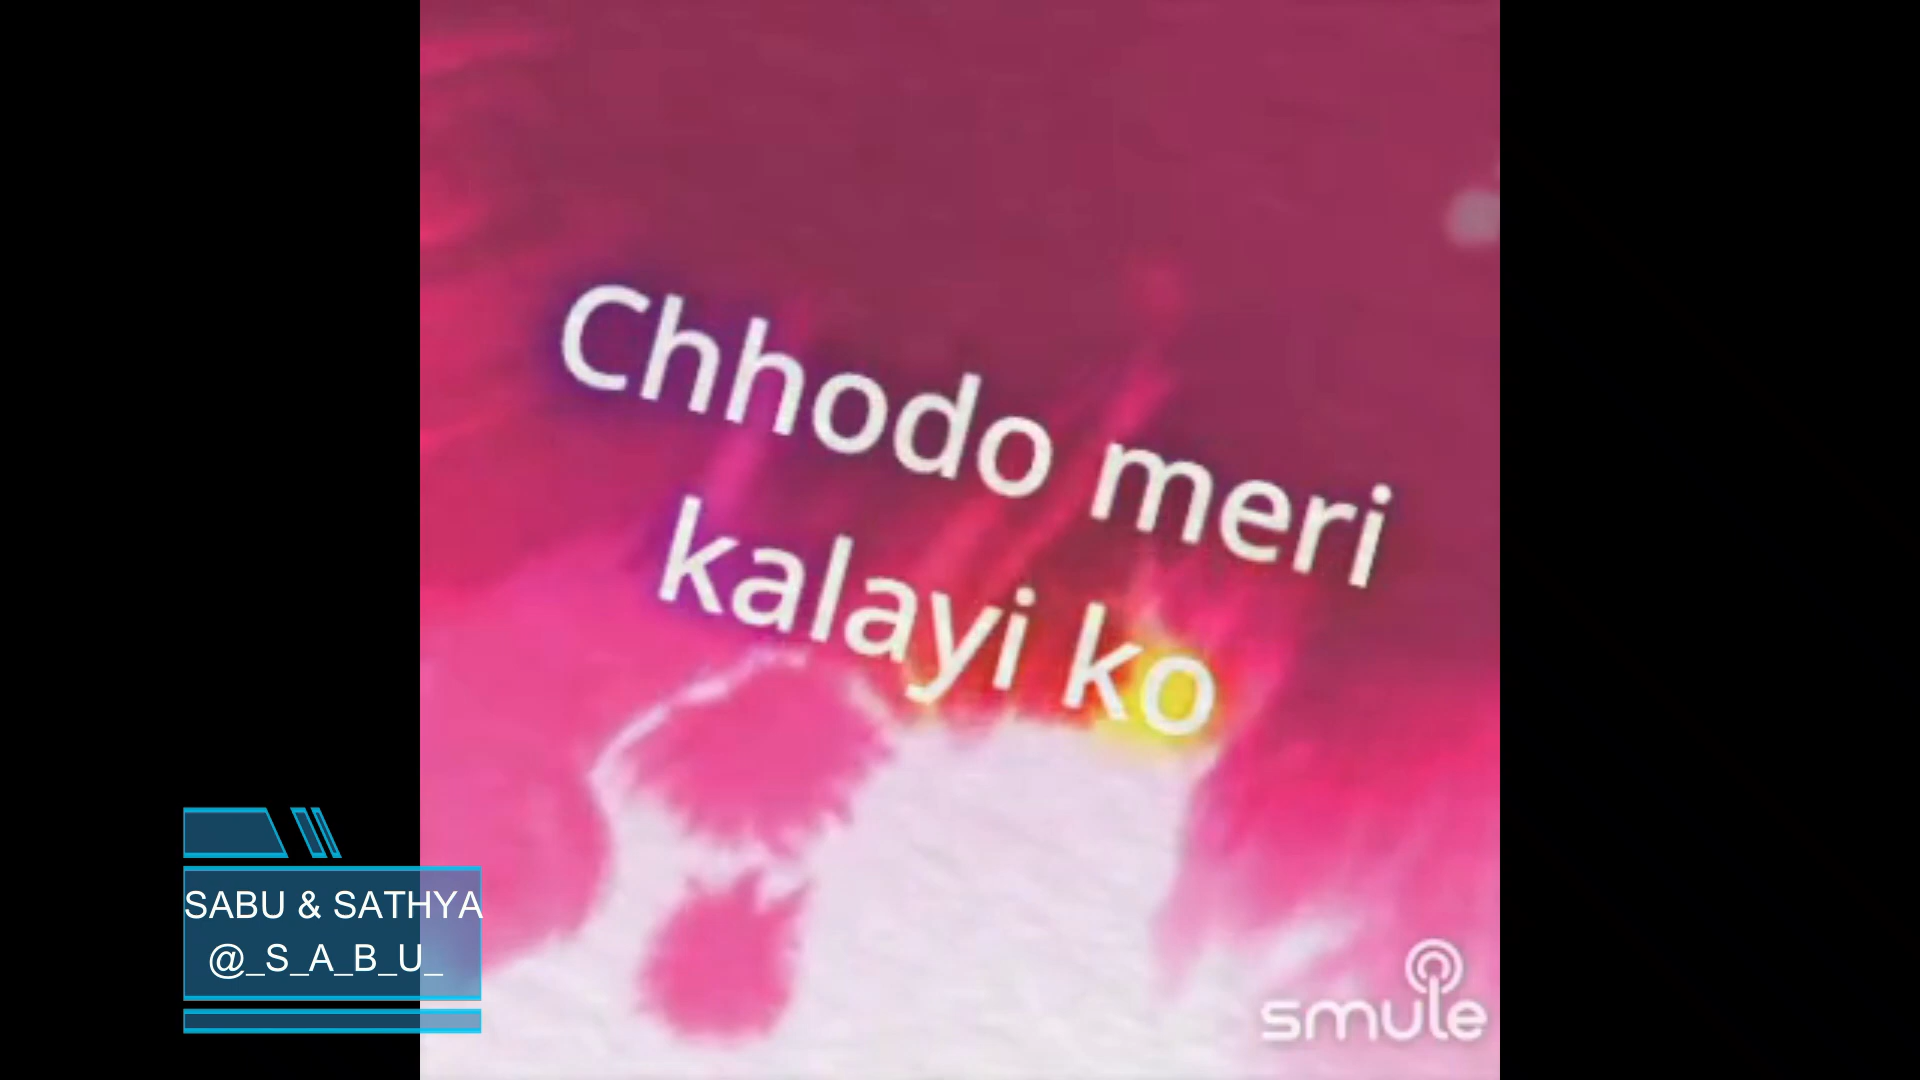 Chhodo meri
kalayi ko
SABU & SATHYA
@_S_A_B_U_
smule